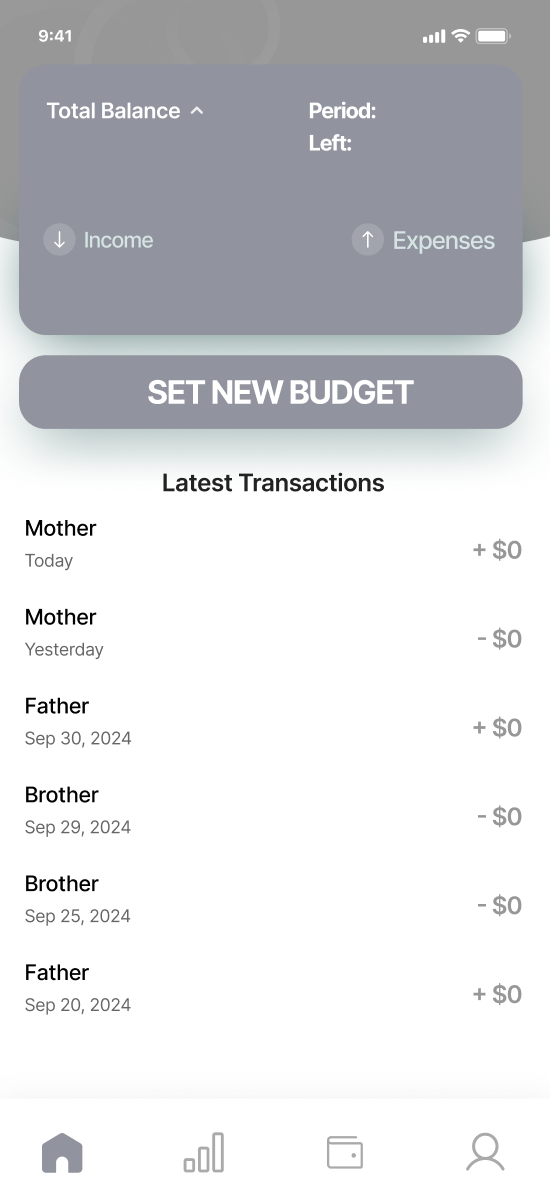 9:41
Total Balance
Period:
Left:
Income
Expenses
SET NEW BUDGET
Latest Transactions
Mother
Today
+ $0
Mother
Yesterday
- $0
Father
Sep 30, 2024
+ $0
Brother
Sep 29, 2024
- $0
Brother
Sep 25, 2024
- $0
Father
Sep 20, 2024
+ $0